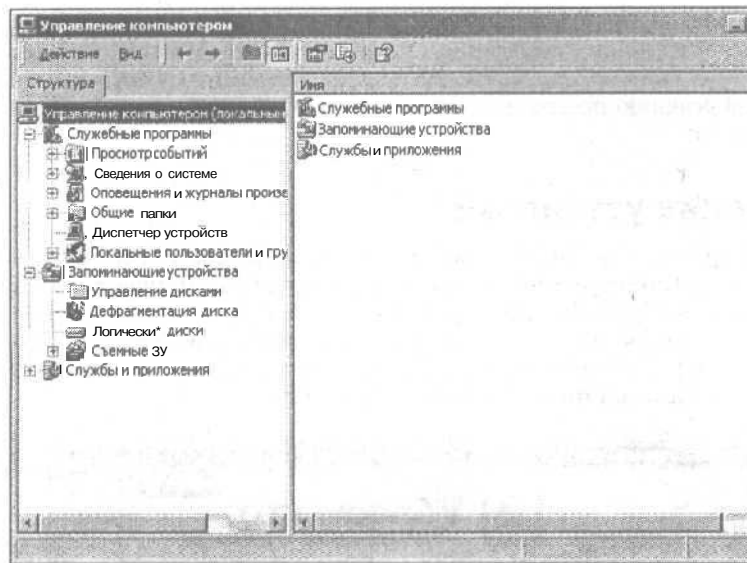 Управление компьютером
Действие Вид
Структура
Имя
Управление компьютером (локальным
Служебные программы
Просмотр событий
Сведения о системе
Оповещения и журналы произв
Общие папки
Диспетчер устройств
Локальные пользователи и гру
Запоминающие устройства
Управление дисками
Дефрагментация диска
Логически* диски
Съемные ЗУ
Службы и приложения
Служебные программы
Запоминающие устройства
Службы и приложения